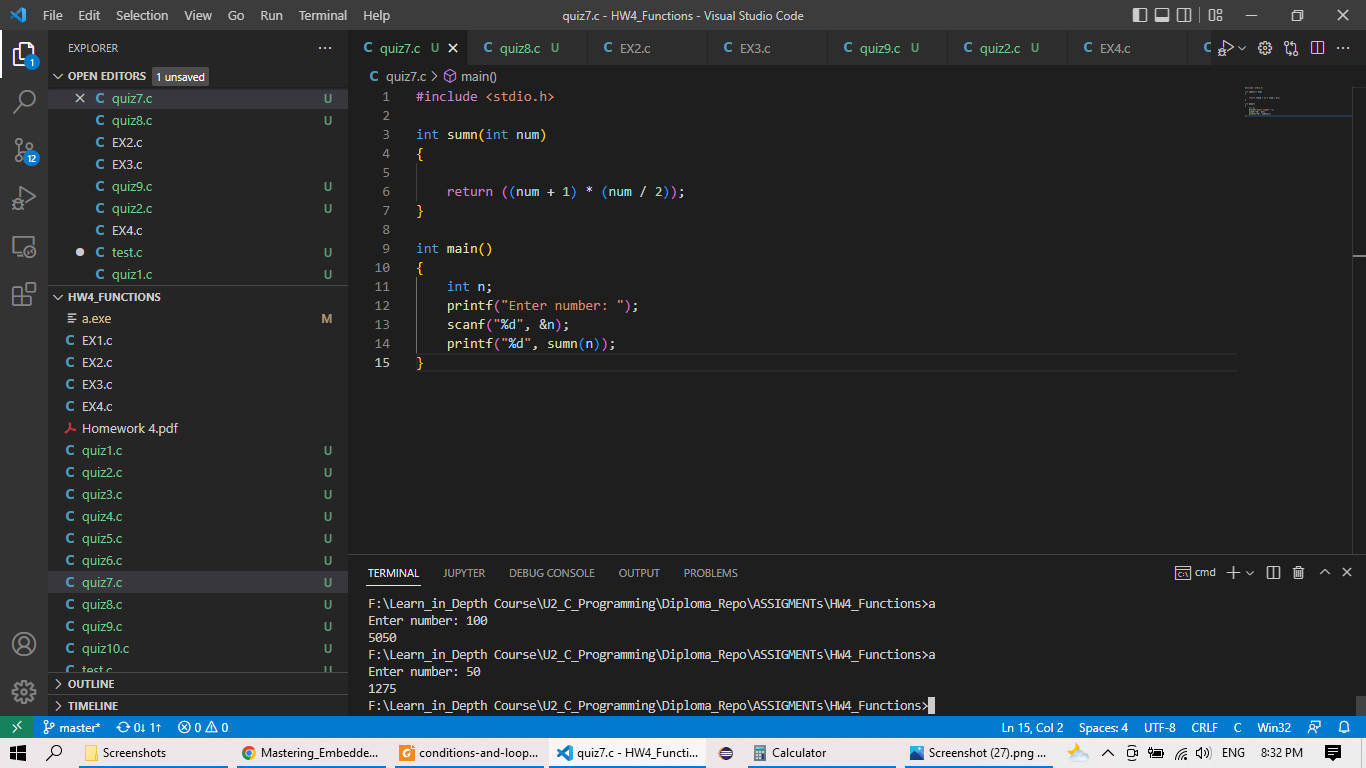 File Edit Selection View Go Run Terminal Help quiz7.c - HW4_Functions - Visual Studio Code
EXPLORER
OPEN EDITORS 1 unsaved
quiz7.c U
quiz8.c U
EX2.c
EX3.c
quiz9.c U
quiz2.c U
EX4.c
test.c
quiz1.c U
HW4_FUNCTIONS
a.exe M
EX1.c
EX2.c
EX3.c
EX4.c
Homework 4.pdf
quiz1.c U
quiz2.c U
quiz3.c U
quiz4.c U
quiz5.c U
quiz6.c U
quiz7.c U
quiz8.c U
quiz9.c U
quiz10.c U
test.c U
OUTLINE
TIMELINE
1
12
C quiz7.c U C quiz8.c U C EX2.c C EX3.c C quiz9.c U C quiz2.c U C EX4.c
C quiz7.c > main()
1 #include <stdio.h>
2
3 int sumn(int num)
4 {
5
6 return ((num + 1) * (num / 2));
7 }
8
9 int main()
10 {
11 int n;
12 printf("Enter number: ");
13 scanf("%d", &n);
14 printf("%d", sumn(n));
15 }
TERMINAL JUPYTER DEBUG CONSOLE OUTPUT PROBLEMS cmd
F:\Learn_in_Depth Course\U2_C_Programming\Diploma_Repo\ASSIGMENTs\HW4_Functions>a
Enter number: 100
5050
F:\Learn_in_Depth Course\U2_C_Programming\Diploma_Repo\ASSIGMENTs\HW4_Functions>a
Enter number: 50
1275
F:\Learn_in_Depth Course\U2_C_Programming\Diploma_Repo\ASSIGMENTs\HW4_Functions>
master* 0↓ 1↑ 0 0 Ln 15, Col 2 Spaces: 4 UTF-8 CRLF C Win32
Screenshots Mastering_Embedde... conditions-and-loop... quiz7.c - HW4_Functi... Calculator Screenshot (27).png ... ENG 8:32 PM